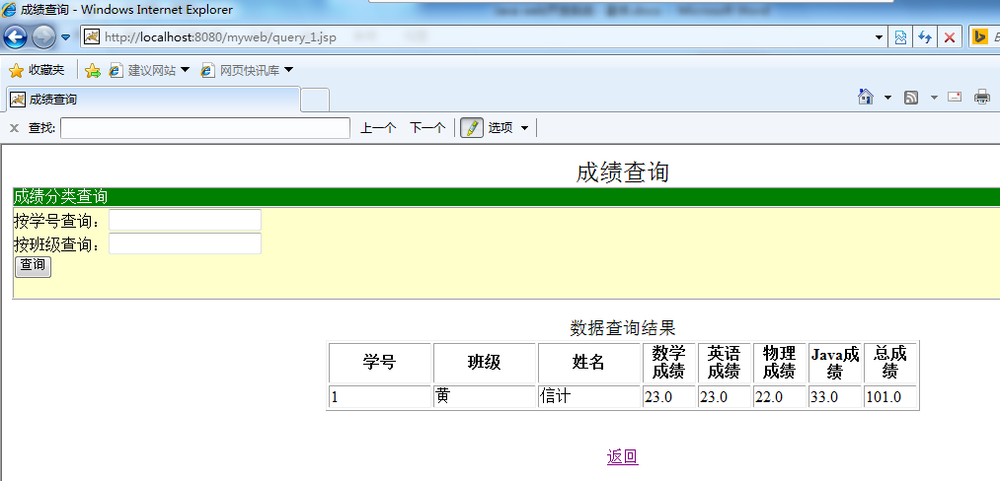 成绩查询 - Windows Internet Explorer
http://localhost:8080/myweb/query_1.jsp
收藏夹 建议网站 网页快讯库
成绩查询
x 查找: 上一个 下一个 选项
成绩查询
成绩分类查询
按学号查询：
按班级查询：
查询
数据查询结果
学号 班级 姓名 数学成绩 英语成绩 物理成绩 Java成绩 总成绩
1 黄 信计 23.0 23.0 22.0 33.0 101.0
返回